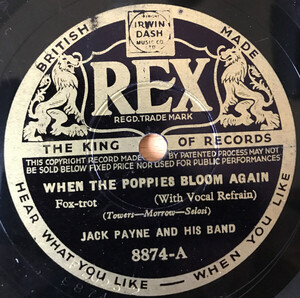 IRWIN
DASH
MUSIC CO.
LTD.
BRITISH MADE
REX
REGD. TRADE MARK
THE KING OF RECORDS
THIS COPYRIGHT RECORD MADE BY PATENTED PROCESS MAY NOT
BE SOLD BELOW FIXED PRICE NOR USED FOR PUBLIC PERFORMANCES
WHEN THE POPPIES BLOOM AGAIN
Fox-trot (With Vocal Refrain)
(Towers—Morrow—Selosi)
JACK PAYNE AND HIS BAND
8874-A
HEAR WHAT YOU LIKE — WHEN YOU LIKE